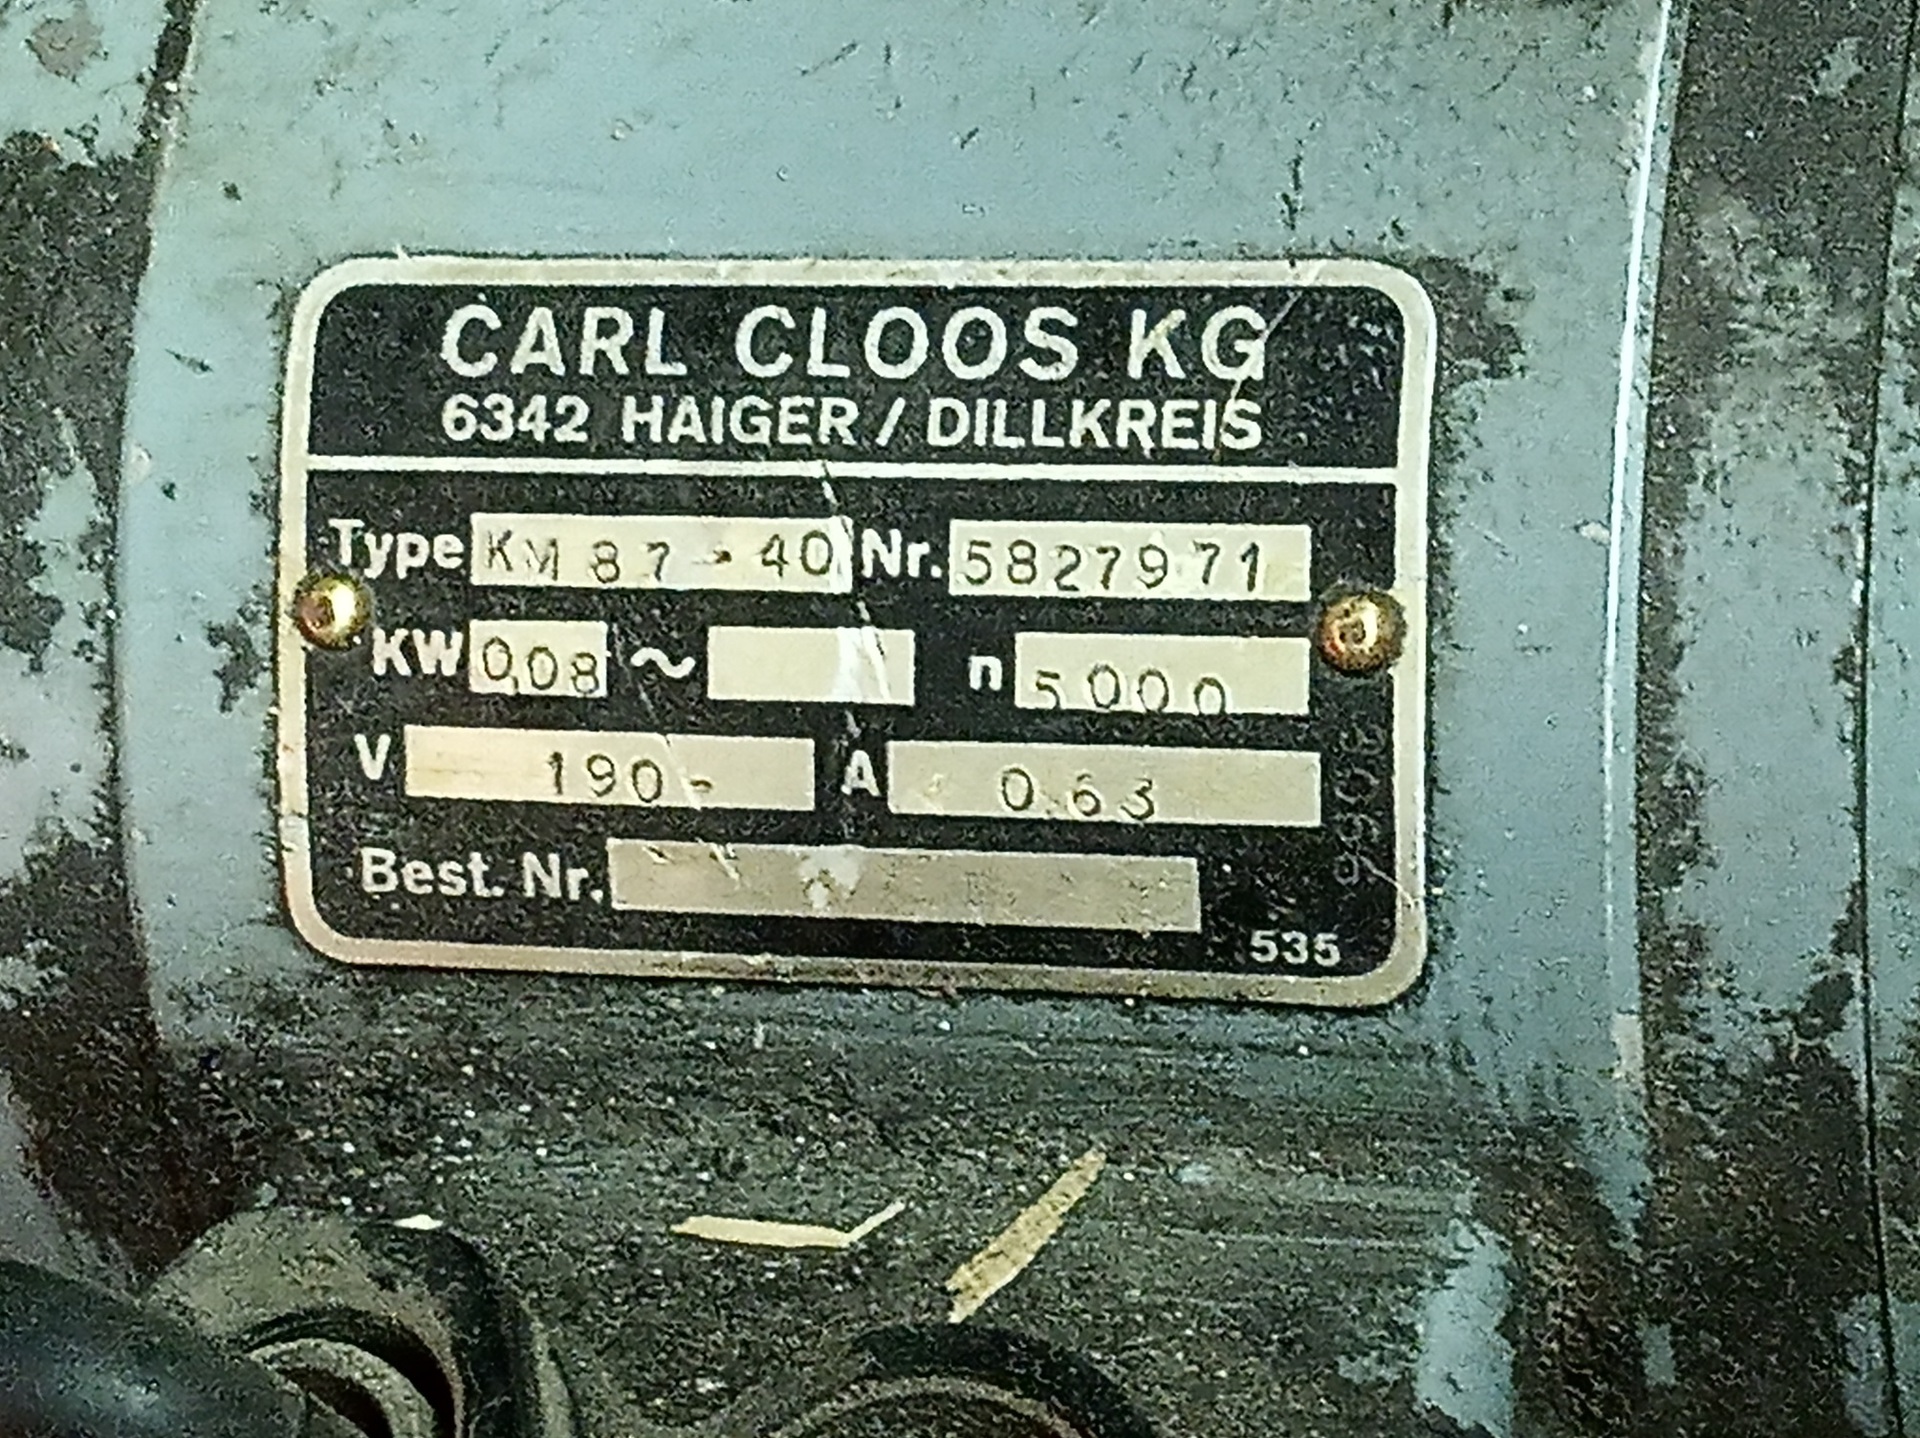 CARL CLOOS KG
6342 HAIGER / DILLKREIS
Type KM 87-40 Nr. 5827971
KW 0,08 ~ n 5000
V 190- A 0.63
Best. Nr.
535